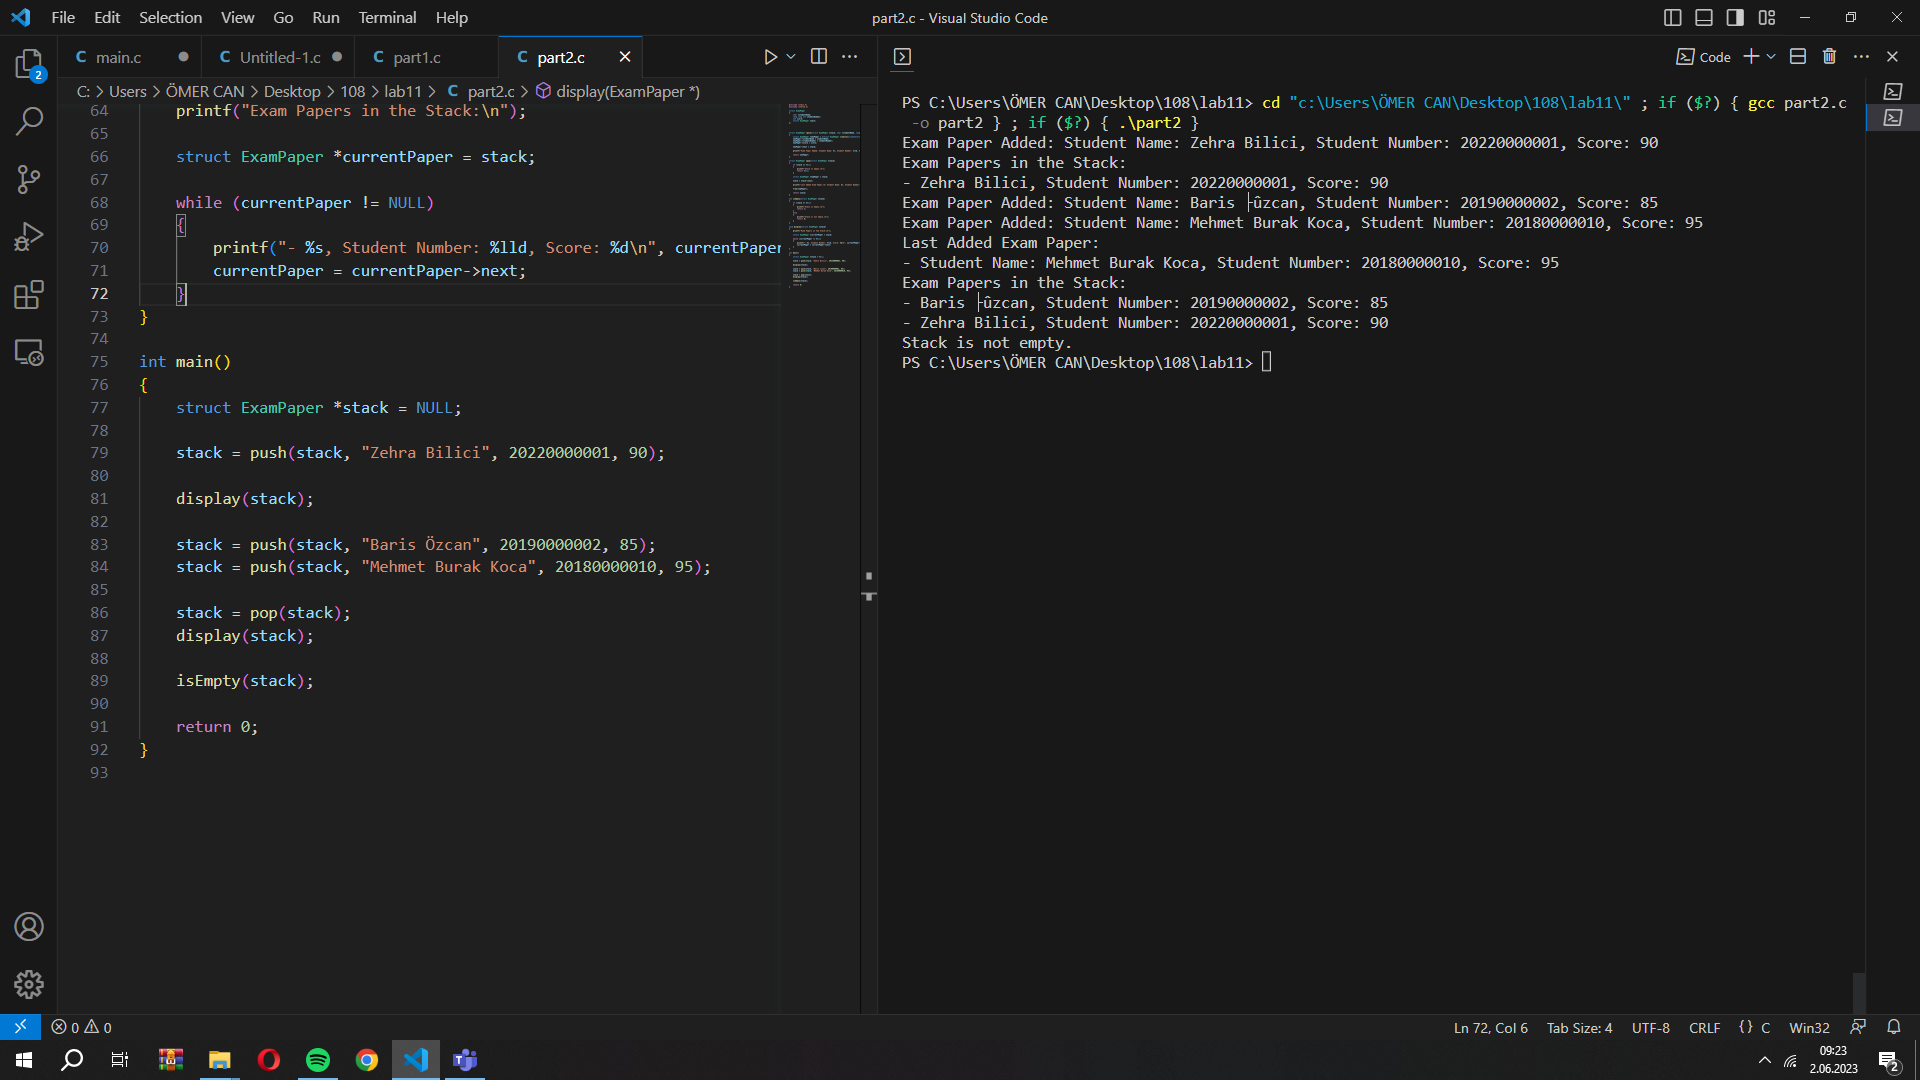 File Edit Selection View Go Run Terminal Help
part2.c - Visual Studio Code
C main.c
C Untitled-1.c
C part1.c
C part2.c
Code
C: > Users > ÖMER CAN > Desktop > 108 > lab11 > C part2.c > display(ExamPaper *)
64 printf("Exam Papers in the Stack:\n");
65
66 struct ExamPaper *currentPaper = stack;
67
68 while (currentPaper != NULL)
69 {
70 printf("- %s, Student Number: %lld, Score: %d\n", currentPaper
71 currentPaper = currentPaper->next;
72 }
73 }
74
75 int main()
76 {
77 struct ExamPaper *stack = NULL;
78
79 stack = push(stack, "Zehra Bilici", 20220000001, 90);
80
81 display(stack);
82
83 stack = push(stack, "Baris Özcan", 20190000002, 85);
84 stack = push(stack, "Mehmet Burak Koca", 20180000010, 95);
85
86 stack = pop(stack);
87 display(stack);
88
89 isEmpty(stack);
90
91 return 0;
92 }
93
PS C:\Users\ÖMER CAN\Desktop\108\lab11> cd "c:\Users\ÖMER CAN\Desktop\108\lab11\" ; if ($?) { gcc part2.c
-o part2 } ; if ($?) { .\part2 }
Exam Paper Added: Student Name: Zehra Bilici, Student Number: 20220000001, Score: 90
Exam Papers in the Stack:
- Zehra Bilici, Student Number: 20220000001, Score: 90
Exam Paper Added: Student Name: Baris ├ûzcan, Student Number: 20190000002, Score: 85
Exam Paper Added: Student Name: Mehmet Burak Koca, Student Number: 20180000010, Score: 95
Last Added Exam Paper:
- Student Name: Mehmet Burak Koca, Student Number: 20180000010, Score: 95
Exam Papers in the Stack:
- Baris ├ûzcan, Student Number: 20190000002, Score: 85
- Zehra Bilici, Student Number: 20220000001, Score: 90
Stack is not empty.
PS C:\Users\ÖMER CAN\Desktop\108\lab11>
2
0 0
Ln 72, Col 6 Tab Size: 4 UTF-8 CRLF {} C Win32
09:23
2.06.2023
2